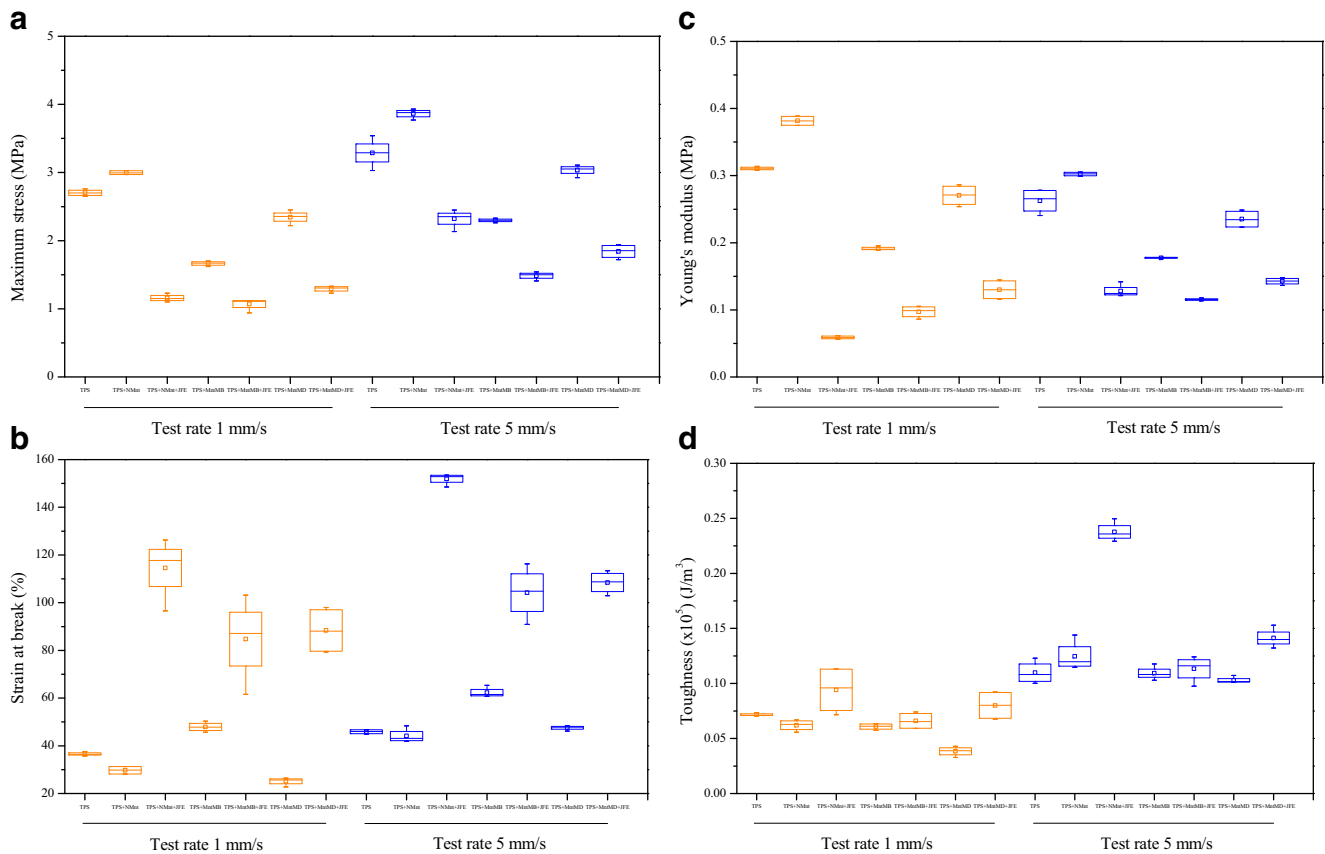 a
Maximum stress (MPa)
5
4
3
2
1
0
TPS TPS+NMnt TPS+NMnt+JFE TPS+MntMB TPS+MntMB+JFE TPS+MntMD TPS+MntMD+JFE TPS TPS+NMnt TPS+NMnt+JFE TPS+MntMB TPS+MntMB+JFE TPS+MntMD TPS+MntMD+JFE
Test rate 1 mm/s Test rate 5 mm/s
c
Young's modulus (MPa)
0.5
0.4
0.3
0.2
0.1
0.0
TPS TPS+NMnt TPS+NMnt+JFE TPS+MntMB TPS+MntMB+JFE TPS+MntMD TPS+MntMD+JFE TPS TPS+NMnt TPS+NMnt+JFE TPS+MntMB TPS+MntMB+JFE TPS+MntMD TPS+MntMD+JFE
Test rate 1 mm/s Test rate 5 mm/s
b
Strain at break (%)
160
140
120
100
80
60
40
20
TPS TPS+NMnt TPS+NMnt+JFE TPS+MntMB TPS+MntMB+JFE TPS+MntMD TPS+MntMD+JFE TPS TPS+NMnt TPS+NMnt+JFE TPS+MntMB TPS+MntMB+JFE TPS+MntMD TPS+MntMD+JFE
Test rate 1 mm/s Test rate 5 mm/s
d
Toughness (x10⁵) (J/m³)
0.30
0.25
0.20
0.15
0.10
0.05
0.00
TPS TPS+NMnt TPS+NMnt+JFE TPS+MntMB TPS+MntMB+JFE TPS+MntMD TPS+MntMD+JFE TPS TPS+NMnt TPS+NMnt+JFE TPS+MntMB TPS+MntMB+JFE TPS+MntMD TPS+MntMD+JFE
Test rate 1 mm/s Test rate 5 mm/s